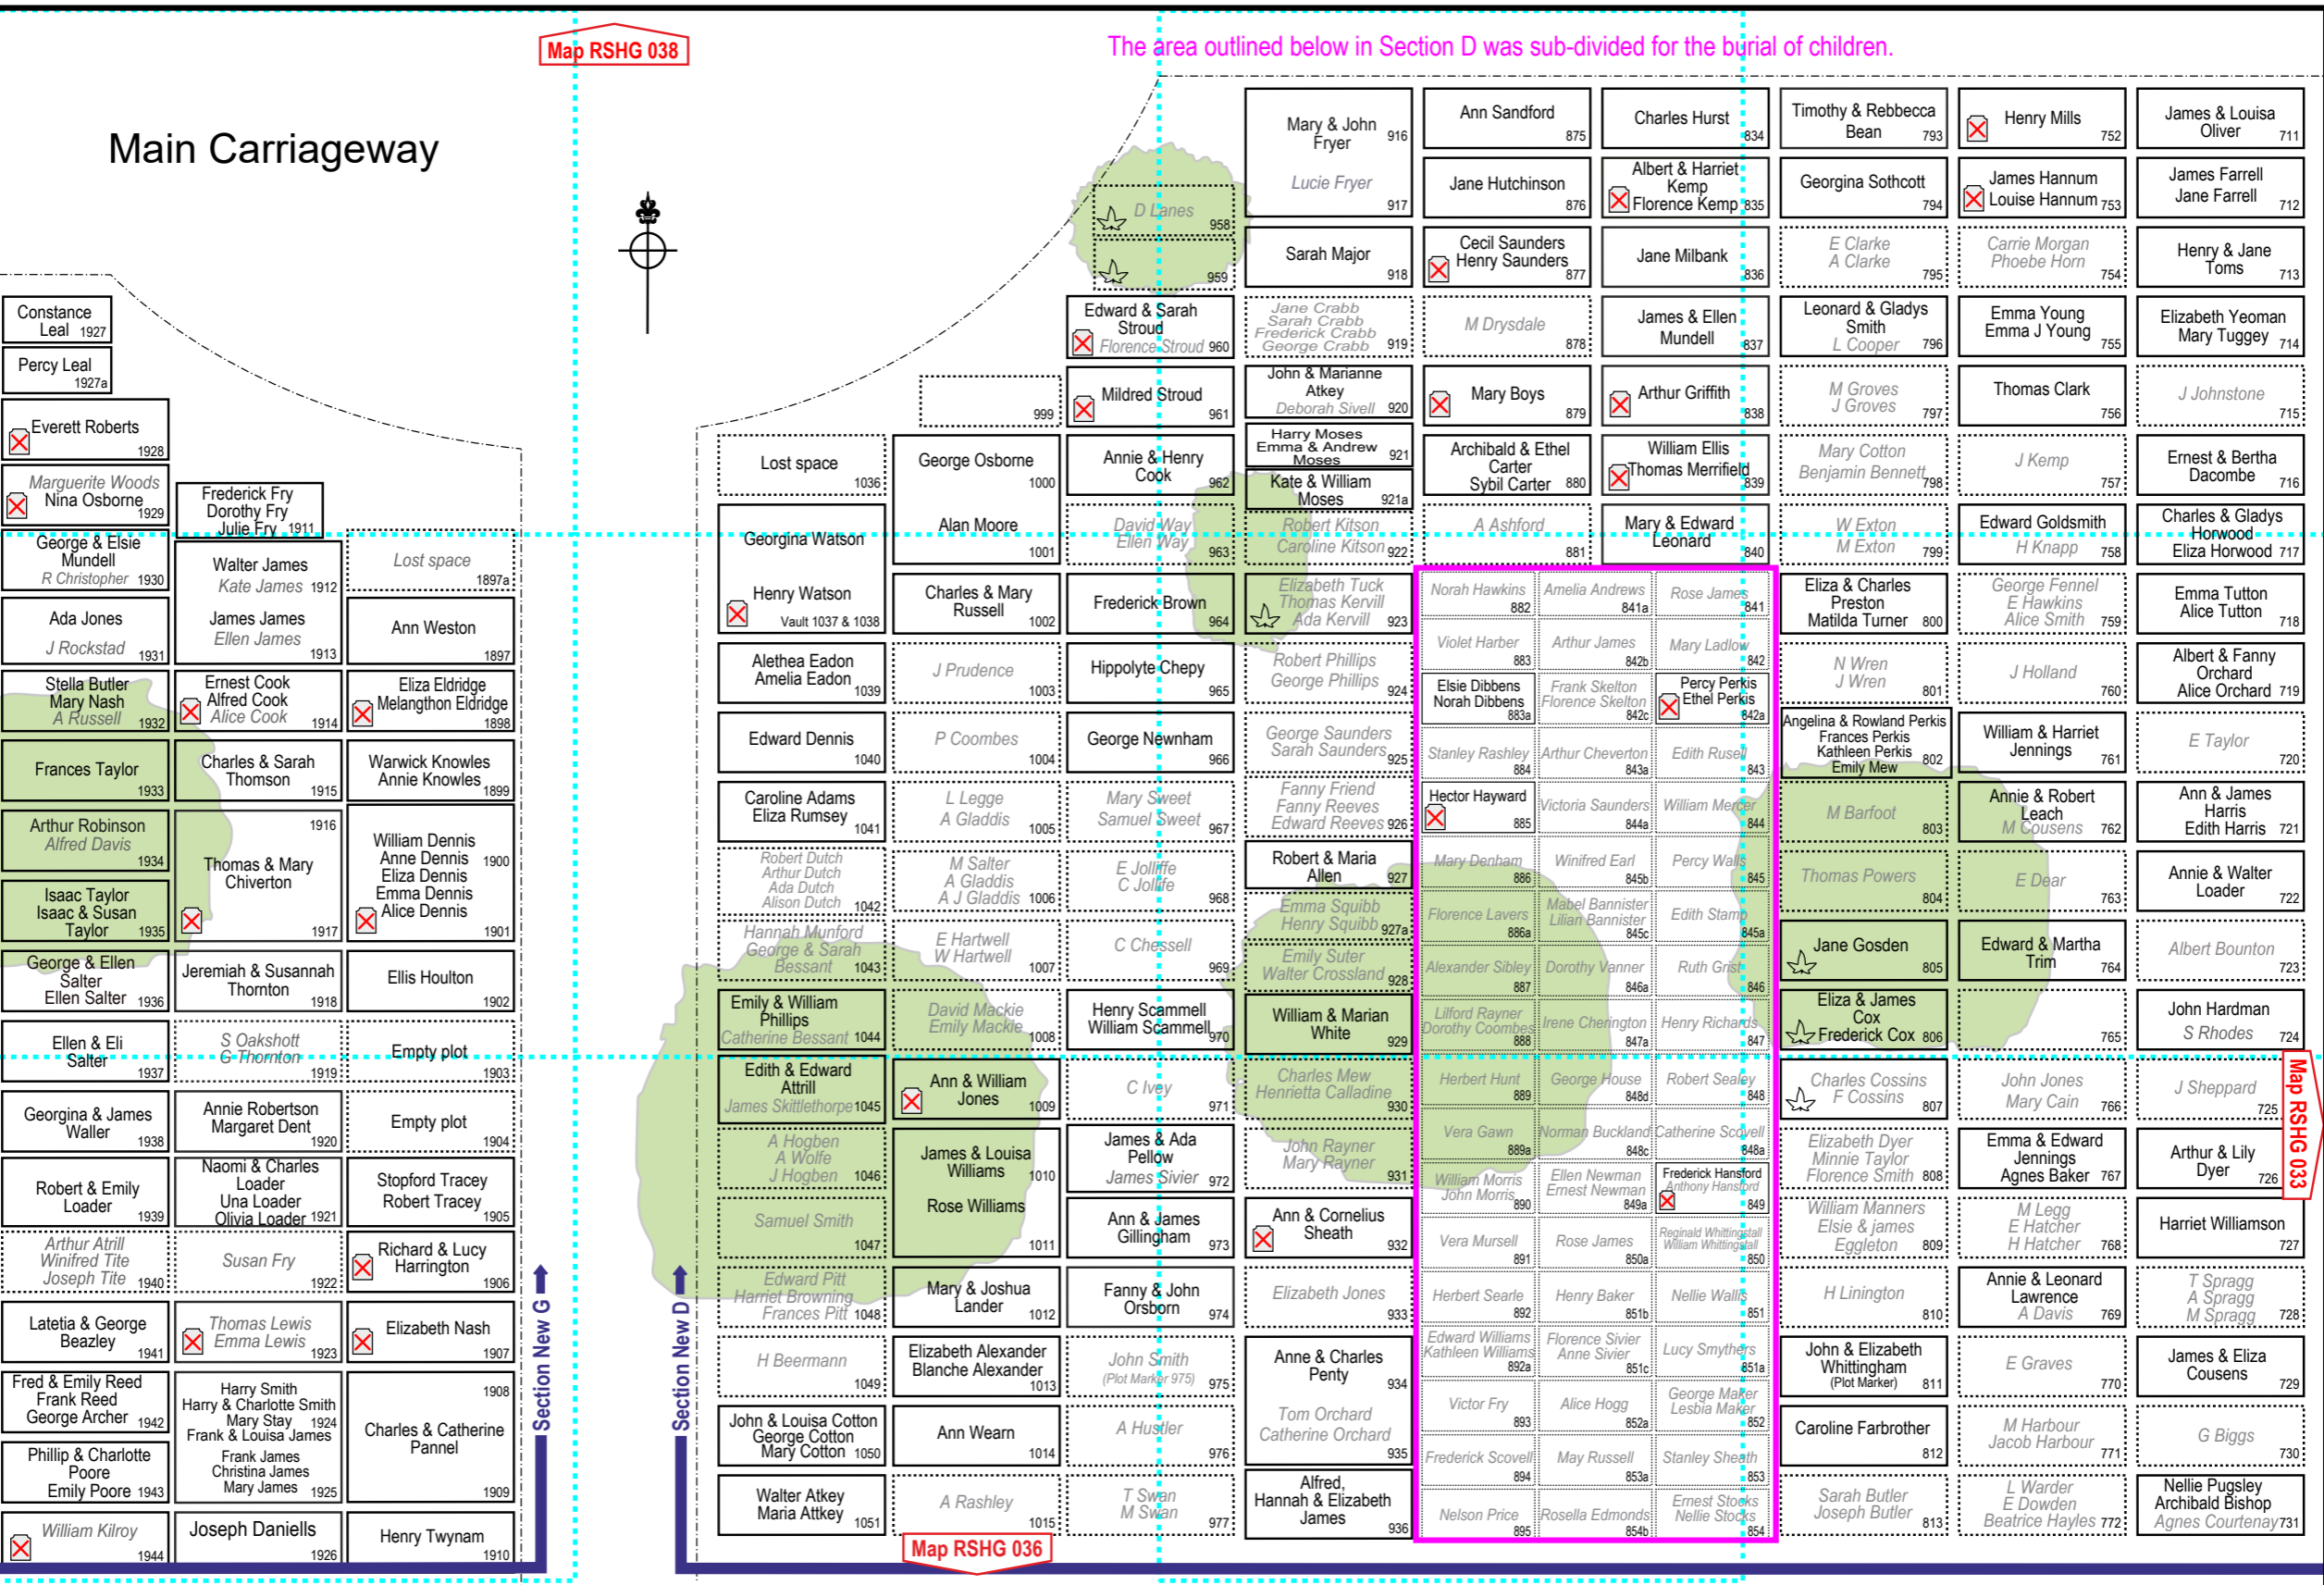 Map RSHG 038
The area outlined below in Section D was sub-divided for the burial of children.
Main Carriageway
Constance
Leal 1927
Percy Leal
1927a
Everett Roberts
1928
Marguerite Woods
Nina Osborne
1929
George & Elsie
Mundell
R Christopher 1930
Ada Jones
J Rockstad 1931
Stella Butler
Mary Nash
A Russell 1932
Frances Taylor
1933
Arthur Robinson
Alfred Davis
1934
Isaac Taylor
Isaac & Susan
Taylor 1935
George & Ellen
Salter
Ellen Salter 1936
Ellen & Eli
Salter
1937
Georgina & James
Waller
1938
Robert & Emily
Loader
1939
Arthur Atrill
Winifred Tite
Joseph Tite 1940
Latetia & George
Beazley
1941
Fred & Emily Reed
Frank Reed
George Archer 1942
Phillip & Charlotte
Poore
Emily Poore 1943
William Kilroy
1944
Frederick Fry
Dorothy Fry
Julie Fry 1911
Walter James
Kate James 1912
James James
Ellen James
1913
Ernest Cook
Alfred Cook
Alice Cook 1914
Charles & Sarah
Thomson
1915
1916
Thomas & Mary
Chiverton
1917
Jeremiah & Susannah
Thornton
1918
S Oakshott
G Thornton
1919
Annie Robertson
Margaret Dent
1920
Naomi & Charles
Loader
Una Loader
Olivia Loader 1921
Susan Fry
1922
Thomas Lewis
Emma Lewis
1923
Harry Smith
Harry & Charlotte Smith
Mary Stay 1924
Frank & Louisa James
Frank James
Christina James
Mary James 1925
Joseph Daniells
1926
Lost space
1897a
Ann Weston
1897
Eliza Eldridge
Melangthon Eldridge
1898
Warwick Knowles
Annie Knowles
1899
William Dennis
Anne Dennis 1900
Eliza Dennis
Emma Dennis
Alice Dennis
1901
Ellis Houlton
1902
Empty plot
1903
Empty plot
1904
Stopford Tracey
Robert Tracey
1905
Richard & Lucy
Harrington
1906
Elizabeth Nash
1907
1908
Charles & Catherine
Pannel
1909
Henry Twynam
1910
Section New G
Section New D
Lost space
1036
Georgina Watson
Henry Watson
Vault 1037 & 1038
Alethea Eadon
Amelia Eadon
1039
Edward Dennis
1040
Caroline Adams
Eliza Rumsey
1041
Robert Dutch
Arthur Dutch
Ada Dutch
Alison Dutch 1042
Hannah Munford
George & Sarah
Bessant 1043
Emily & William
Phillips
Catherine Bessant 1044
Edith & Edward
Attrill
James Skittlethorpe 1045
A Hogben
A Wolfe
J Hogben 1046
Samuel Smith
1047
Edward Pitt
Harriet Browning
Frances Pitt 1048
H Beermann
1049
John & Louisa Cotton
George Cotton
Mary Cotton 1050
Walter Atkey
Maria Attkey
1051
999
George Osborne
1000
Alan Moore
1001
Charles & Mary
Russell
1002
J Prudence
1003
P Coombes
1004
L Legge
A Gladdis
1005
M Salter
A Gladdis
A J Gladdis 1006
E Hartwell
W Hartwell
1007
David Mackie
Emily Mackie
1008
Ann & William
Jones
1009
James & Louisa
Williams
1010
Rose Williams
1011
Mary & Joshua
Lander
1012
Elizabeth Alexander
Blanche Alexander
1013
Ann Wearn
1014
A Rashley
1015
Map RSHG 036
D Lanes
958
959
Edward & Sarah
Stroud
Florence Stroud 960
Mildred Stroud
961
Annie & Henry
Cook
962
David Way
Ellen Way
963
Frederick Brown
964
Hippolyte Chepy
965
George Newnham
966
Mary Sweet
Samuel Sweet
967
E Jolliffe
C Jolliffe
968
C Chessell
969
Henry Scammell
William Scammell
970
C Ivey
971
James & Ada
Pellow
James Sivier 972
Ann & James
Gillingham
973
Fanny & John
Orsborn
974
John Smith
(Plot Marker 975) 975
A Hustler
976
T Swan
M Swan
977
Mary & John 916
Fryer
Lucie Fryer
917
Sarah Major
918
Jane Crabb
Sarah Crabb
Frederick Crabb
George Crabb 919
John & Marianne
Atkey
Deborah Sivell 920
Harry Moses
Emma & Andrew
Moses 921
Kate & William
Moses 921a
Robert Kitson
Caroline Kitson 922
Elizabeth Tuck
Thomas Kervill
Ada Kervill 923
Robert Phillips
George Phillips
924
George Saunders
Sarah Saunders
925
Fanny Friend
Fanny Reeves
Edward Reeves 926
Robert & Maria
Allen 927
Emma Squibb
Henry Squibb 927a
Emily Suter
Walter Crossland
928
William & Marian
White
929
Charles Mew
Henrietta Calladine
930
John Rayner
Mary Rayner
931
Ann & Cornelius
Sheath
932
Elizabeth Jones
933
Anne & Charles
Penty
934
Tom Orchard
Catherine Orchard
935
Alfred,
Hannah & Elizabeth
James
936
Ann Sandford
875
Jane Hutchinson
876
Cecil Saunders
Henry Saunders
877
M Drysdale
878
Mary Boys
879
Archibald & Ethel
Carter
Sybil Carter 880
A Ashford
881
Charles Hurst
834
Albert & Harriet
Kemp
Florence Kemp 835
Jane Milbank
836
James & Ellen
Mundell
837
Arthur Griffith
838
William Ellis
Thomas Merrifield
839
Mary & Edward
Leonard
840
Norah Hawkins
882
Amelia Andrews
841a
Rose James
841
Violet Harber
883
Arthur James
842b
Mary Ladlow
842
Elsie Dibbens
Norah Dibbens
883a
Frank Skelton
Florence Skelton
842c
Percy Perkis
Ethel Perkis
842a
Stanley Rashley
884
Arthur Cheverton
843a
Edith Rusell
843
Hector Hayward
885
Victoria Saunders
844a
William Mercer
844
Mary Denham
886
Winifred Earl
845b
Percy Walls
845
Florence Lavers
886a
Mabel Bannister
Lilian Bannister
845c
Edith Stamp
845a
Alexander Sibley
887
Dorothy Vanner
846a
Ruth Grist
846
Lilford Rayner
Dorothy Coombes
888
Irene Cherington
847a
Henry Richards
847
Herbert Hunt
889
George House
848d
Robert Sealey
848
Vera Gawn
889a
Norman Buckland
848c
Catherine Scovell
848a
William Morris
John Morris
890
Ellen Newman
Ernest Newman
849a
Frederick Hansford
Anthony Hansford
849
Vera Mursell
891
Rose James
850a
Reginald Whittingstall
William Whittingstall
850
Herbert Searle
892
Henry Baker
851b
Nellie Wallis
851
Edward Williams
Kathleen Williams
892a
Florence Sivier
Anne Sivier
851c
Lucy Smythers
851a
Victor Fry
893
Alice Hogg
852a
George Maker
Lesbia Maker
852
Frederick Scovell
894
May Russell
853a
Stanley Sheath
853
Nelson Price
895
Rosella Edmonds
854b
Ernest Stocks
Nellie Stocks
854
Timothy & Rebbecca
Bean 793
Georgina Sothcott
794
E Clarke
A Clarke
795
Leonard & Gladys
Smith
L Cooper 796
M Groves
J Groves
797
Mary Cotton
Benjamin Bennett
798
W Exton
M Exton 799
Eliza & Charles
Preston
Matilda Turner 800
N Wren
J Wren
801
Angelina & Rowland Perkis
Frances Perkis
Kathleen Perkis 802
Emily Mew
M Barfoot
803
Thomas Powers
804
Jane Gosden
805
Eliza & James
Cox
Frederick Cox 806
Charles Cossins
F Cossins
807
Elizabeth Dyer
Minnie Taylor
Florence Smith 808
William Manners
Elsie & james
Eggleton 809
H Linington
810
John & Elizabeth
Whittingham
(Plot Marker) 811
Caroline Farbrother
812
Sarah Butler
Joseph Butler
813
Henry Mills
752
James Hannum
Louise Hannum 753
Carrie Morgan
Phoebe Horn
754
Emma Young
Emma J Young
755
Thomas Clark
756
J Kemp
757
Edward Goldsmith
H Knapp 758
George Fennel
E Hawkins
Alice Smith 759
J Holland
760
William & Harriet
Jennings
761
Annie & Robert
Leach
M Cousens 762
E Dear
763
Edward & Martha
Trim
764
765
John Jones
Mary Cain 766
Emma & Edward
Jennings
Agnes Baker 767
M Legg
E Hatcher
H Hatcher 768
Annie & Leonard
Lawrence
A Davis 769
E Graves
770
M Harbour
Jacob Harbour
771
L Warder
E Dowden
Beatrice Hayles 772
James & Louisa
Oliver
711
James Farrell
Jane Farrell
712
Henry & Jane
Toms
713
Elizabeth Yeoman
Mary Tuggey
714
J Johnstone
715
Ernest & Bertha
Dacombe
716
Charles & Gladys
Horwood
Eliza Horwood 717
Emma Tutton
Alice Tutton
718
Albert & Fanny
Orchard
Alice Orchard 719
E Taylor
720
Ann & James
Harris
Edith Harris 721
Annie & Walter
Loader
722
Albert Bounton
723
John Hardman
S Rhodes 724
J Sheppard
725
Arthur & Lily
Dyer
726
Harriet Williamson
727
T Spragg
A Spragg
M Spragg 728
James & Eliza
Cousens
729
G Biggs
730
Nellie Pugsley
Archibald Bishop
Agnes Courtenay 731
Map RSHG 033